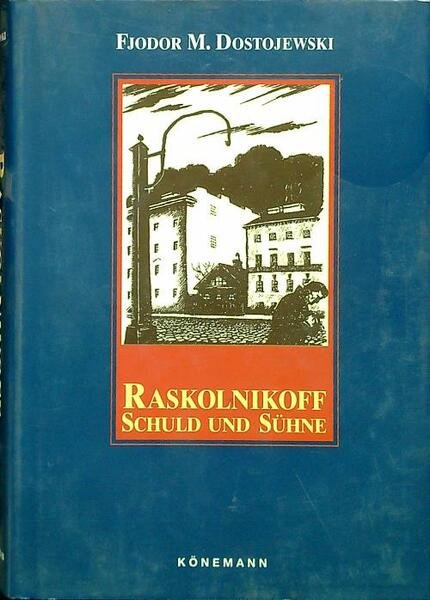 FJODOR M. DOSTOJEWSKI
RASKOLNIKOFF
SCHULD UND SÜHNE
KÖNEMANN